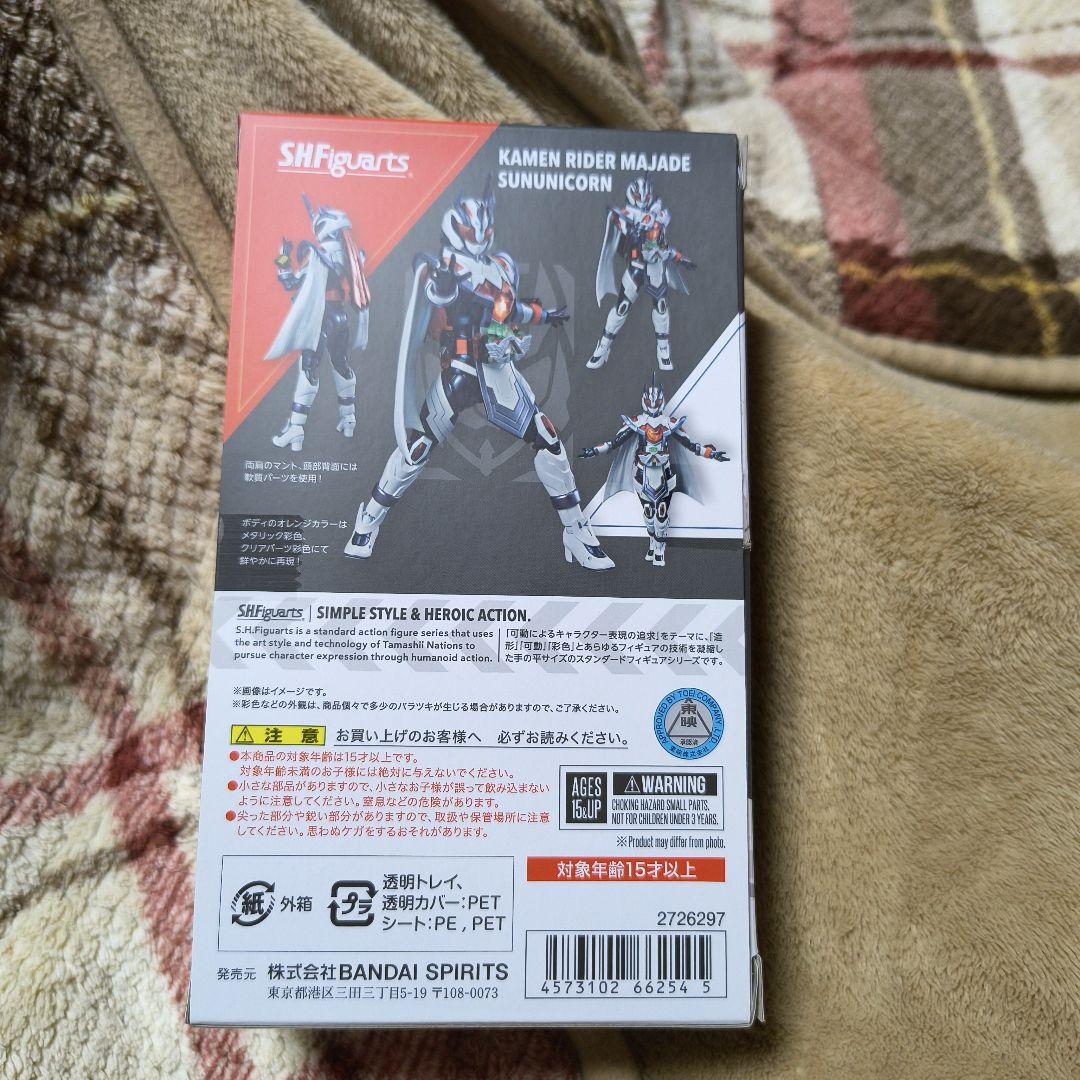 S.H.Figuarts
KAMEN RIDER MAJADE
SUNUNICORN
両肩のマント、頭部背面には
軟質パーツを使用！
ボディのオレンジカラーは
メタリック彩色、
クリアパーツ彩色にて
鮮やかに再現！
S.H.Figuarts | SIMPLE STYLE & HEROIC ACTION.
S.H.Figuarts is a standard action figure series that uses
the art style and technology of Tamashii Nations to
pursue character expression through humanoid action.
「可動によるキャラクター表現の追求」をテーマに、「造
形」「可動」「彩色」とあらゆるフィギュアの技術を凝縮し
た手の平サイズのスタンダードフィギュアシリーズです。
※画像はイメージです。
※彩色などの外観は、商品個々で多少のバラツキが生じる場合がありますので、ご了承ください。
APPROVED BY TOEI COMPANY, LTD.
東映
承認済
東映株式会社
注意 お買い上げのお客様へ 必ずお読みください。
●本商品の対象年齢は15才以上です。
対象年齢未満のお子様には絶対に与えないでください。
●小さな部品がありますので、小さなお子様が誤って飲み込まない
ように注意してください。窒息などの危険があります。
●尖った部分や鋭い部分がありますので、取扱や保管場所に注意
してください。思わぬケガをするおそれがあります。
AGES
15&UP
WARNING
CHOKING HAZARD SMALL PARTS.
NOT FOR CHILDREN UNDER 3 YEARS.
※Product may differ from photo.
対象年齢15才以上
紙 外箱
プラ
透明トレイ、
透明カバー:PET
シート:PE , PET
2726297
発売元 株式会社BANDAI SPIRITS
東京都港区三田三丁目5-19 〒108-0073
4573102 66254 5